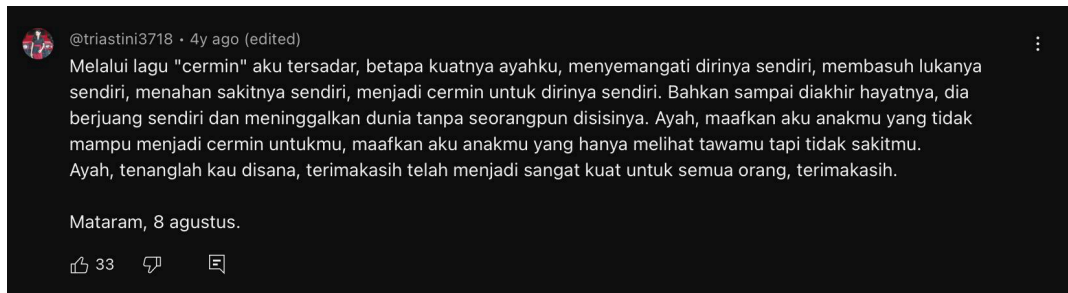 @triastini3718 • 4y ago (edited)
Melalui lagu "cermin" aku tersadar, betapa kuatnya ayahku, menyemangati dirinya sendiri, membasuh lukanya
sendiri, menahan sakitnya sendiri, menjadi cermin untuk dirinya sendiri. Bahkan sampai diakhir hayatnya, dia
berjuang sendiri dan meninggalkan dunia tanpa seorangpun disisinya. Ayah, maafkan aku anakmu yang tidak
mampu menjadi cermin untukmu, maafkan aku anakmu yang hanya melihat tawamu tapi tidak sakitmu.
Ayah, tenanglah kau disana, terimakasih telah menjadi sangat kuat untuk semua orang, terimakasih.
Mataram, 8 agustus.
33